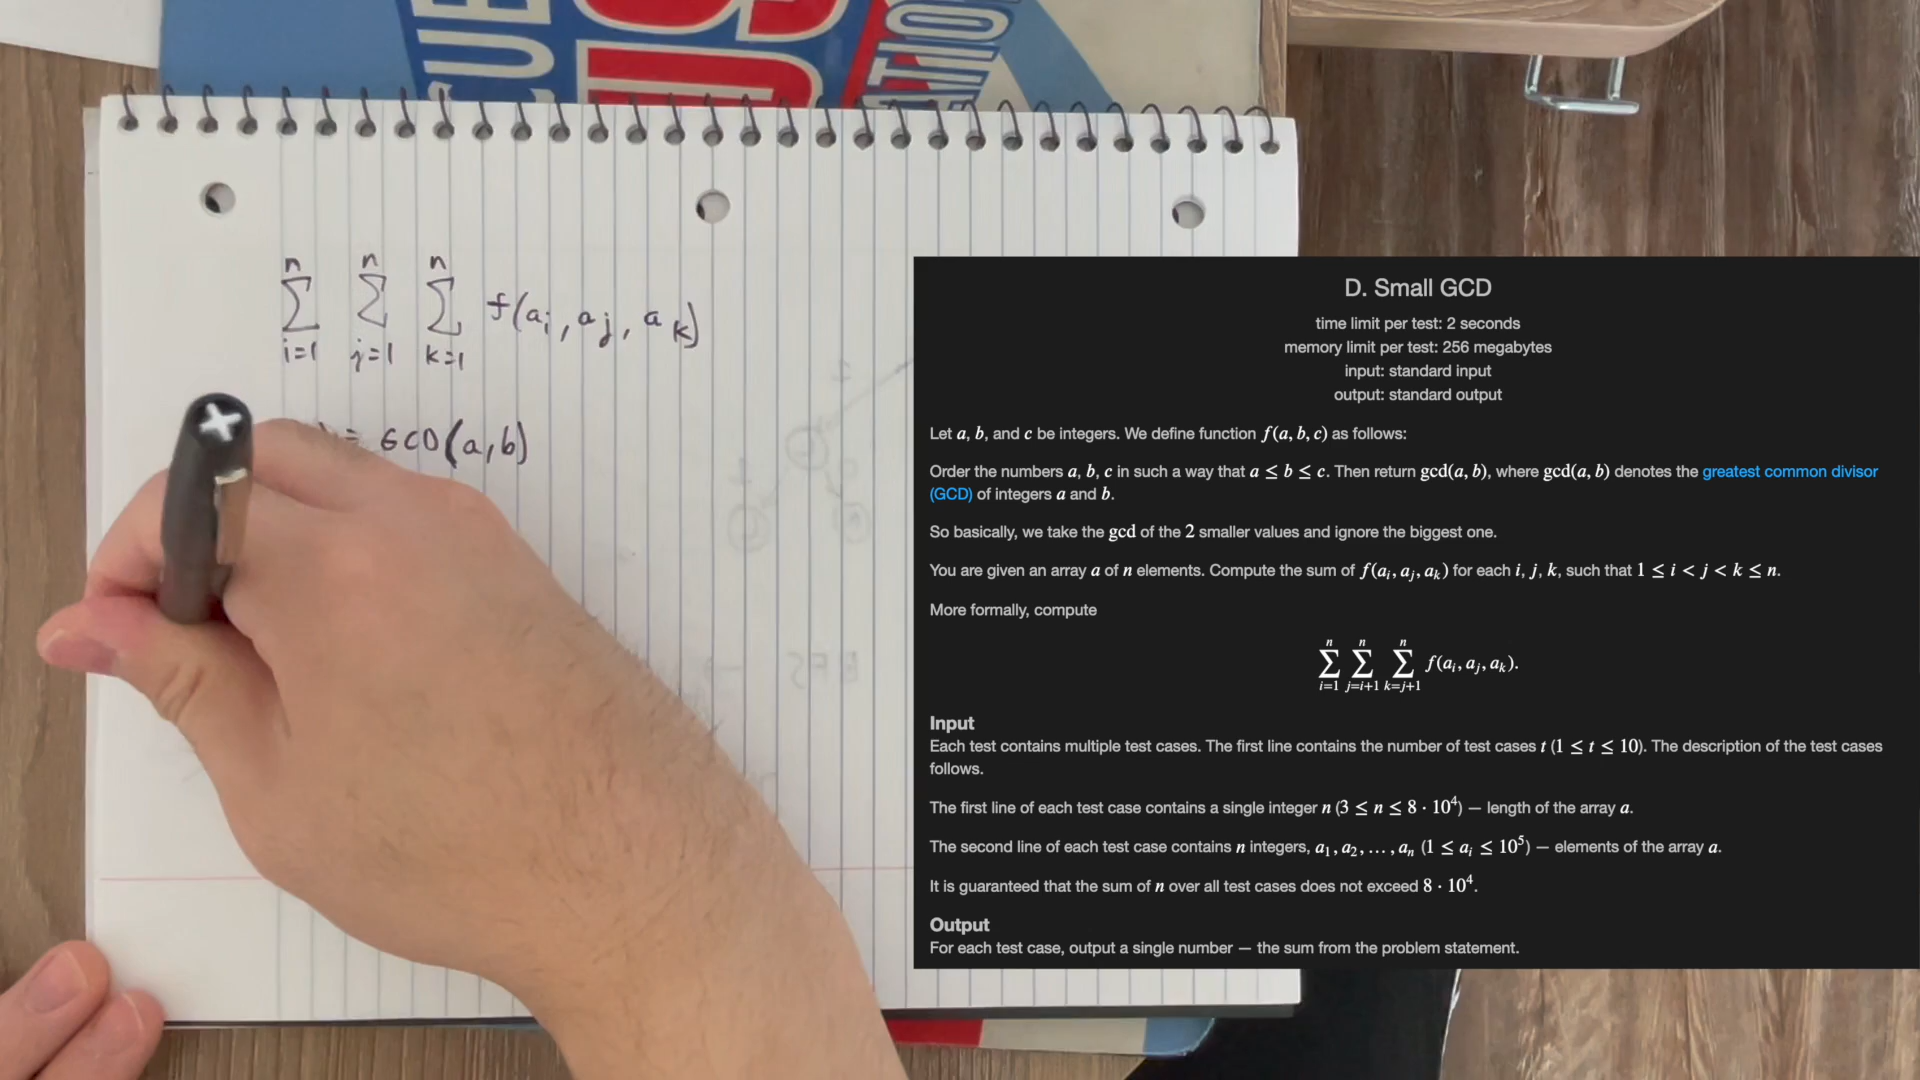 CUE
ATIO
n n n
Σ Σ Σ f(ai, aj, ak)
i=1 j=1 k=1
= GCD(a,b)
D. Small GCD
time limit per test: 2 seconds
memory limit per test: 256 megabytes
input: standard input
output: standard output
Let a, b, and c be integers. We define function f(a, b, c) as follows:
Order the numbers a, b, c in such a way that a ≤ b ≤ c. Then return gcd(a, b), where gcd(a, b) denotes the greatest common divisor
(GCD) of integers a and b.
So basically, we take the gcd of the 2 smaller values and ignore the biggest one.
You are given an array a of n elements. Compute the sum of f(ai, aj, ak) for each i, j, k, such that 1 ≤ i < j < k ≤ n.
More formally, compute
n n n
Σ Σ Σ f(ai, aj, ak).
i=1 j=i+1 k=j+1
Input
Each test contains multiple test cases. The first line contains the number of test cases t (1 ≤ t ≤ 10). The description of the test cases
follows.
The first line of each test case contains a single integer n (3 ≤ n ≤ 8 · 10⁴) — length of the array a.
The second line of each test case contains n integers, a1, a2, … , an (1 ≤ ai ≤ 10⁵) — elements of the array a.
It is guaranteed that the sum of n over all test cases does not exceed 8 · 10⁴.
Output
For each test case, output a single number — the sum from the problem statement.